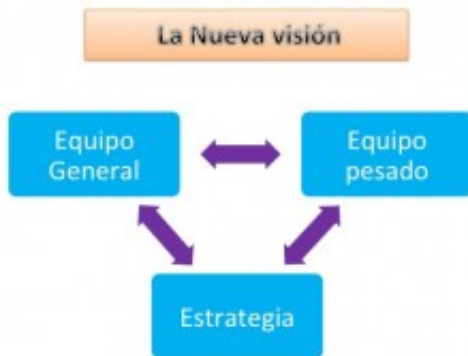 La Nueva visión
Equipo
General
Equipo
pesado
Estrategia